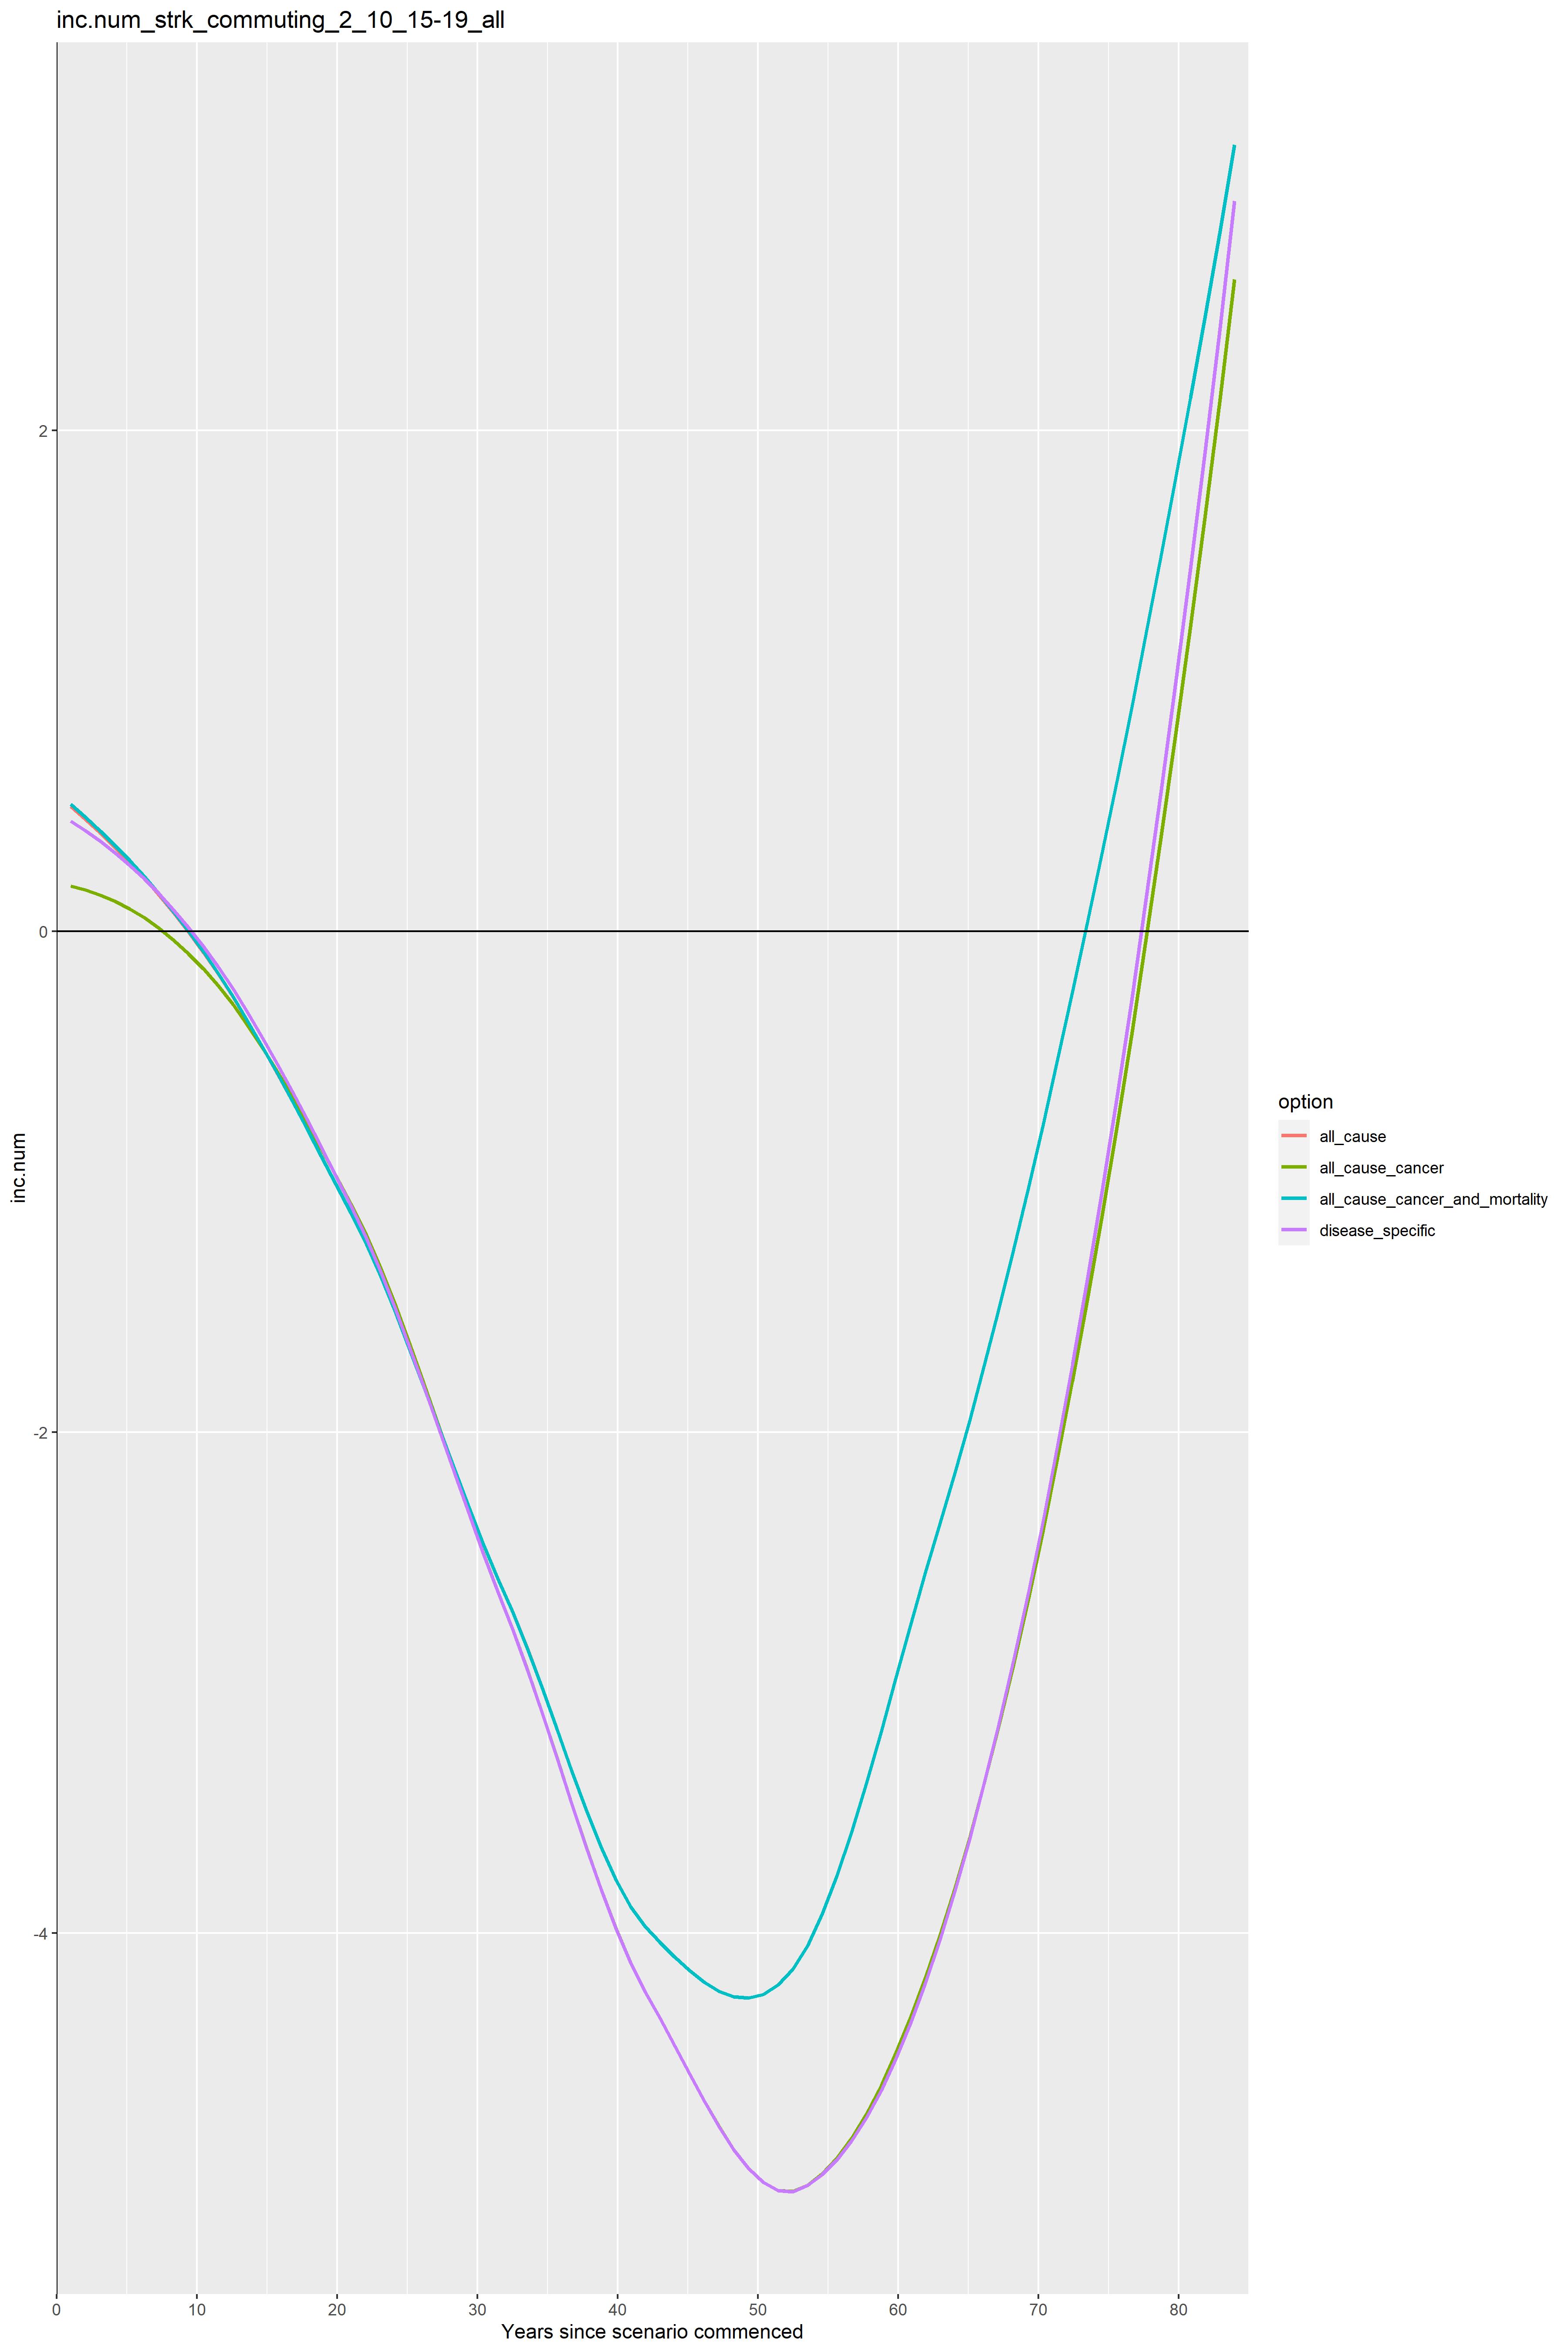 inc.num_strk_commuting_2_10_15-19_all
2
0
-2
-4
inc.num
0 10 20 30 40 50 60 70 80
Years since scenario commenced
option
all_cause
all_cause_cancer
all_cause_cancer_and_mortality
disease_specific